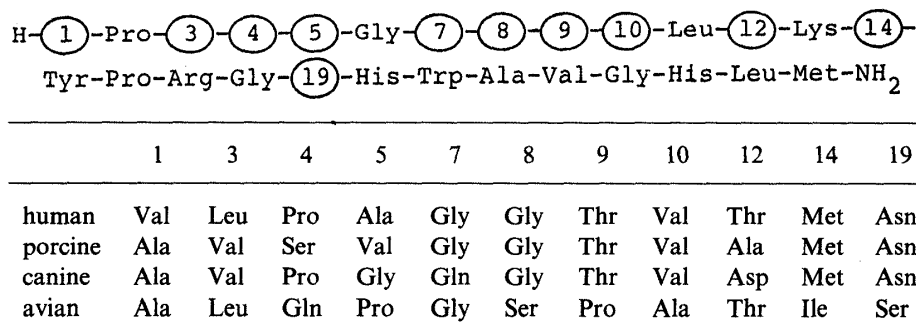 H-1-Pro-3-4-5-Gly-7-8-9-10-Leu-12-Lys-14-
Tyr-Pro-Arg-Gly-19-His-Trp-Ala-Val-Gly-His-Leu-Met-NH2
1 3 4 5 7 8 9 10 12 14 19
human Val Leu Pro Ala Gly Gly Thr Val Thr Met Asn
porcine Ala Val Ser Val Gly Gly Thr Val Ala Met Asn
canine Ala Val Pro Gly Gln Gly Thr Val Asp Met Asn
avian Ala Leu Gln Pro Gly Ser Pro Ala Thr Ile Ser